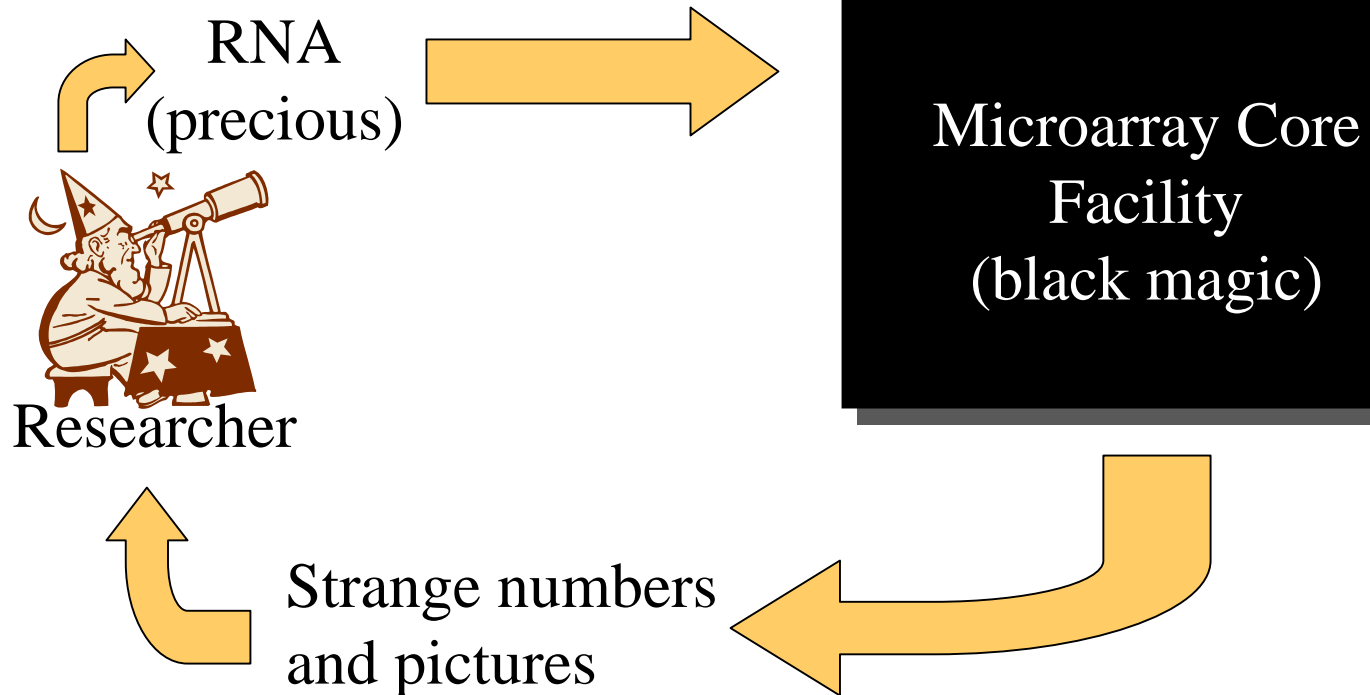 RNA
(precious)
Microarray Core
Facility
(black magic)
Researcher
Strange numbers
and pictures